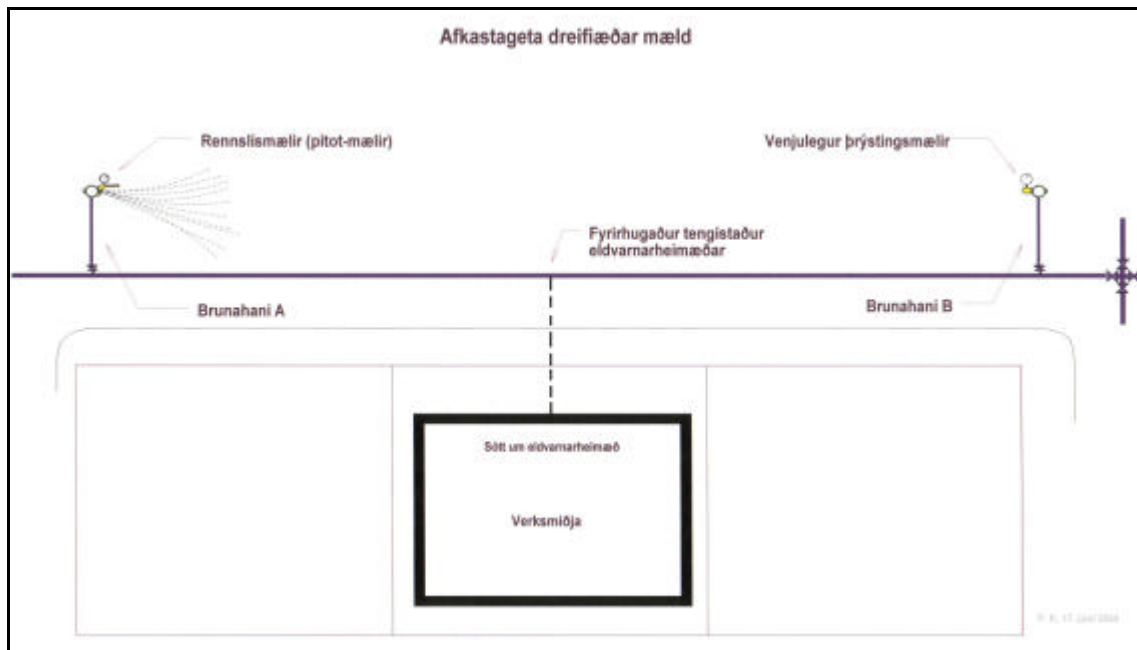 Afkastageta dreifiæðar mæld
Rennslismælir (pitot-mælir)
Venjulegur þrýstingsmælir
Fyrirhugaður tengistaður
eldvarnarheimæðar
Brunahani A
Brunahani B
Sótt um eldvarnarheimæð
Verksmiðja